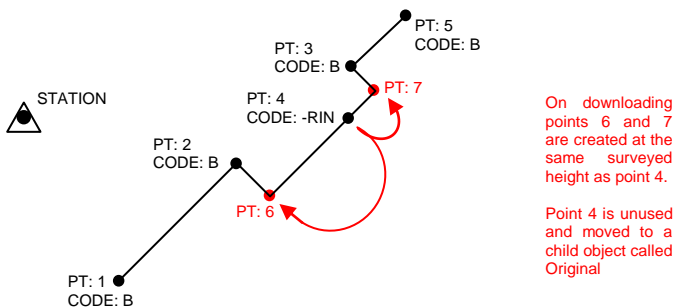 PT: 5
CODE: B
PT: 3
CODE: B
PT: 7
STATION
PT: 4
CODE: -RIN
PT: 2
CODE: B
PT: 6
PT: 1
CODE: B
On downloading
points 6 and 7
are created at the
same surveyed
height as point 4.
Point 4 is unused
and moved to a
child object called
Original